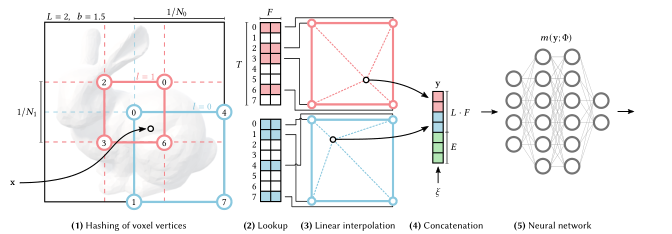 L = 2, b = 1.5
1/N₀
1/N₁
l = 1
l = 0
2
0
0
4
3
6
1
7
x
F
T
0
1
2
3
4
5
6
7
0
1
2
3
4
5
6
7
y
L · F
E
ξ
m(y; Φ)
(1) Hashing of voxel vertices
(2) Lookup
(3) Linear interpolation
(4) Concatenation
(5) Neural network